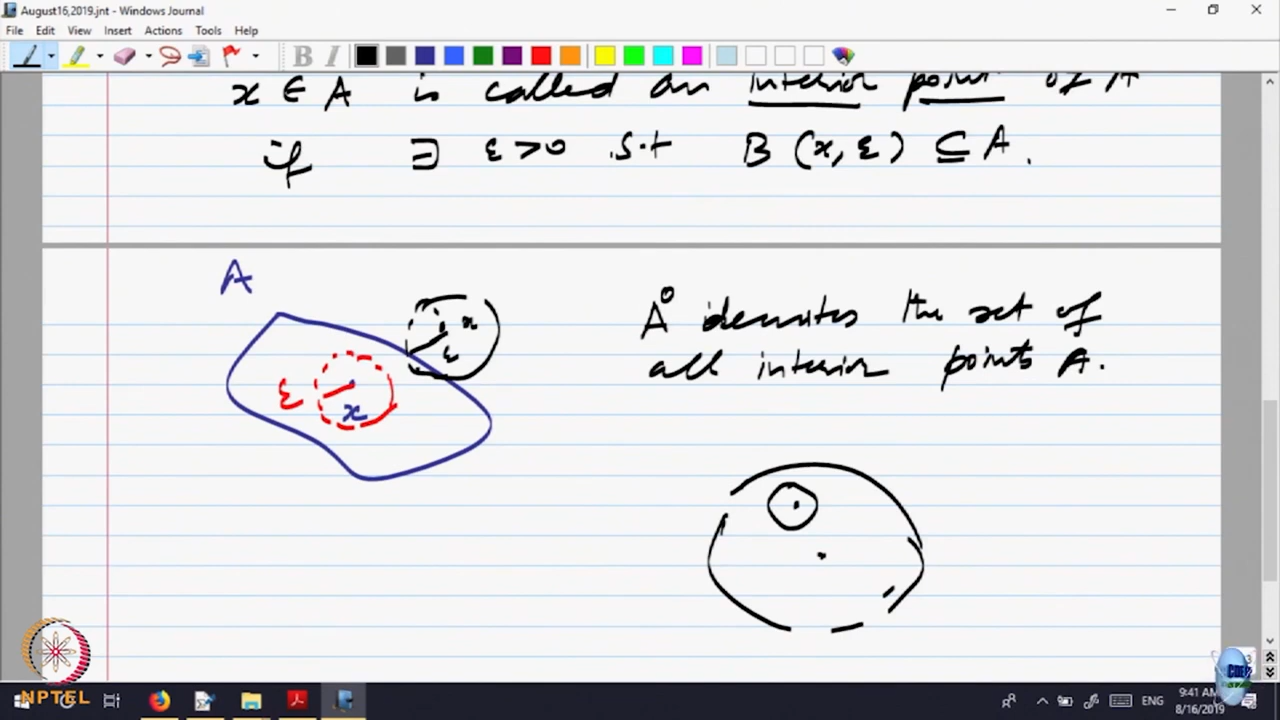 August16,2019.jnt - Windows Journal
File Edit View Insert Actions Tools Help
x ∈ A is called an interior point of A
if ∃ ε>0 s.t B (x, ε) ⊆ A.
A
x
ε
ε
x
A° denotes the set of
all interior points A.
NPTEL
ENG
9:41 AM
8/16/2019